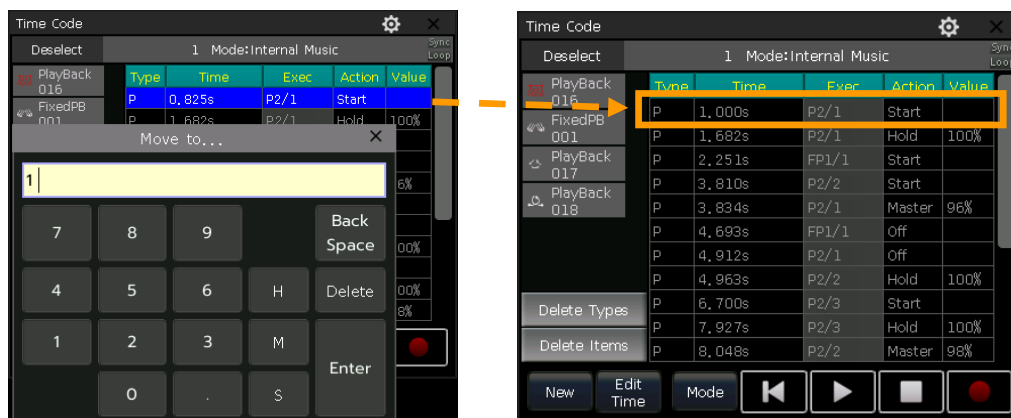 Time Code
Deselect 1 Mode:Internal Music Sync Loop
PlayBack 016
FixedPB 001
Type Time Exec Action Value
P 0.825s P2/1 Start
P 1.682s P2/1 Hold 100%
Move to... ×
1
6%
00%
00%
8%
7 8 9 Back Space
4 5 6 H Delete
1 2 3 M Enter
0 . S
Time Code ×
Deselect 1 Mode:Internal Music Sync Loop
PlayBack 016
FixedPB 001
PlayBack 017
PlayBack 018
Type Time Exec Action Value
P 1.000s P2/1 Start
P 1.682s P2/1 Hold 100%
P 2.251s FP1/1 Start
P 3.810s P2/2 Start
P 3.834s P2/1 Master 96%
P 4.693s FP1/1 Off
P 4.912s P2/1 Off
P 4.963s P2/2 Hold 100%
P 6.700s P2/3 Start
P 7.927s P2/3 Hold 100%
P 8.048s P2/2 Master 98%
Delete Types
Delete Items
New Edit Time Mode